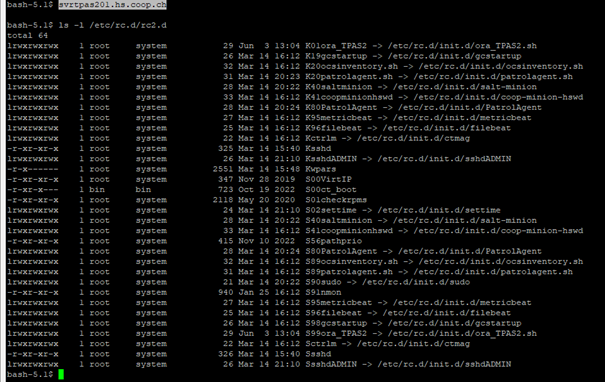 bash-5.1$ svrtpas201.hs.coop.ch
bash-5.1$ ls -l /etc/rc.d/rc2.d
total 64
lrwxrwxrwx 1 root system 29 Jun 3 13:04 K01ora_TPAS2 -> /etc/rc.d/init.d/ora_TPAS2.sh
lrwxrwxrwx 1 root system 26 Mar 14 16:12 K19gcstartup -> /etc/rc.d/init.d/gcstartup
lrwxrwxrwx 1 root system 32 Mar 14 16:12 K20ocsinventory.sh -> /etc/rc.d/init.d/ocsinventory.sh
lrwxrwxrwx 1 root system 31 Mar 14 20:23 K20patrolagent.sh -> /etc/rc.d/init.d/patrolagent.sh
lrwxrwxrwx 1 root system 28 Mar 14 20:22 K40saltminion -> /etc/rc.d/init.d/salt-minion
lrwxrwxrwx 1 root system 33 Mar 14 16:12 K41coopminionhswd -> /etc/rc.d/init.d/coop-minion-hswd
lrwxrwxrwx 1 root system 28 Mar 14 20:24 K80PatrolAgent -> /etc/rc.d/init.d/PatrolAgent
lrwxrwxrwx 1 root system 27 Mar 14 16:12 K95metricbeat -> /etc/rc.d/init.d/metricbeat
lrwxrwxrwx 1 root system 25 Mar 14 16:12 K96filebeat -> /etc/rc.d/init.d/filebeat
lrwxrwxrwx 1 root system 22 Mar 14 16:12 Kctrlm -> /etc/rc.d/init.d/ctmag
-r-xr-xr-x 1 root system 325 Mar 14 15:40 Ksshd
lrwxrwxrwx 1 root system 26 Mar 14 21:10 KsshdADMIN -> /etc/rc.d/init.d/sshdADMIN
-r-x------ 1 root system 2551 Mar 14 15:48 Kwpars
-r-xr-xr-x 1 root system 347 Nov 28 2019 S00VirtIP
-r-xr-x--- 1 bin bin 723 Oct 19 2022 S00ct_boot
-r-xr-xr-x 1 root system 2118 May 20 2020 S01checkrpms
lrwxrwxrwx 1 root system 24 Mar 14 21:10 S02settime -> /etc/rc.d/init.d/settime
lrwxrwxrwx 1 root system 28 Mar 14 20:22 S40saltminion -> /etc/rc.d/init.d/salt-minion
lrwxrwxrwx 1 root system 33 Mar 14 16:12 S41coopminionhswd -> /etc/rc.d/init.d/coop-minion-hswd
-r-xr-xr-x 1 root system 415 Nov 10 2022 S56pathprio
lrwxrwxrwx 1 root system 28 Mar 14 20:24 S80PatrolAgent -> /etc/rc.d/init.d/PatrolAgent
lrwxrwxrwx 1 root system 32 Mar 14 16:12 S89ocsinventory.sh -> /etc/rc.d/init.d/ocsinventory.sh
lrwxrwxrwx 1 root system 31 Mar 14 16:12 S89patrolagent.sh -> /etc/rc.d/init.d/patrolagent.sh
lrwxrwxrwx 1 root system 21 Mar 14 20:22 S90sudo -> /etc/rc.d/init.d/sudo
-r-xr-xr-x 1 root system 940 Jan 25 16:12 S91nmon
lrwxrwxrwx 1 root system 27 Mar 14 16:12 S95metricbeat -> /etc/rc.d/init.d/metricbeat
lrwxrwxrwx 1 root system 25 Mar 14 16:12 S96filebeat -> /etc/rc.d/init.d/filebeat
lrwxrwxrwx 1 root system 26 Mar 14 16:12 S98gcstartup -> /etc/rc.d/init.d/gcstartup
lrwxrwxrwx 1 root system 29 Jun 3 13:04 S99ora_TPAS2 -> /etc/rc.d/init.d/ora_TPAS2.sh
lrwxrwxrwx 1 root system 22 Mar 14 16:12 Sctrlm -> /etc/rc.d/init.d/ctmag
-r-xr-xr-x 1 root system 326 Mar 14 15:40 Ssshd
lrwxrwxrwx 1 root system 26 Mar 14 21:10 SsshdADMIN -> /etc/rc.d/init.d/sshdADMIN
bash-5.1$